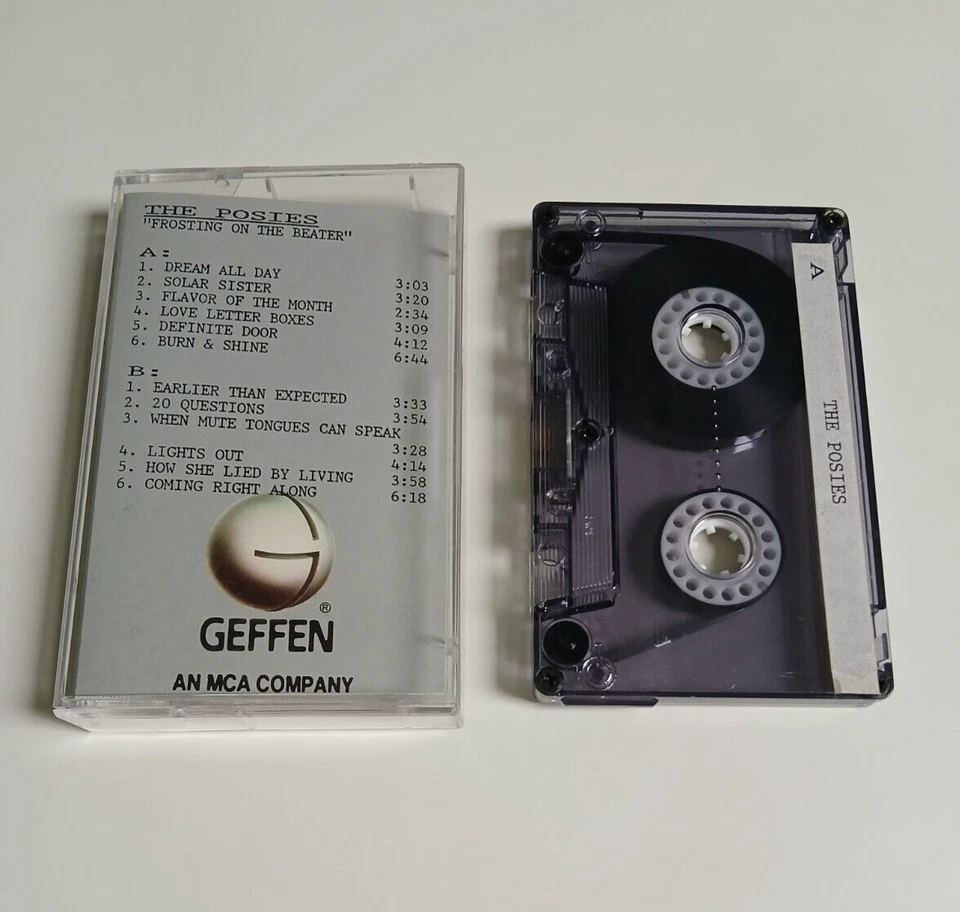 THE POSIES
"FROSTING ON THE BEATER"
A:
1. DREAM ALL DAY 3:03
2. SOLAR SISTER 3:20
3. FLAVOR OF THE MONTH 2:34
4. LOVE LETTER BOXES 3:09
5. DEFINITE DOOR 4:12
6. BURN & SHINE 6:44
B:
1. EARLIER THAN EXPECTED 3:33
2. 20 QUESTIONS 3:54
3. WHEN MUTE TONGUES CAN SPEAK
3:28
4. LIGHTS OUT 4:14
5. HOW SHE LIED BY LIVING 3:58
6. COMING RIGHT ALONG 6:18
G
®
GEFFEN
AN MCA COMPANY
A
THE POSIES